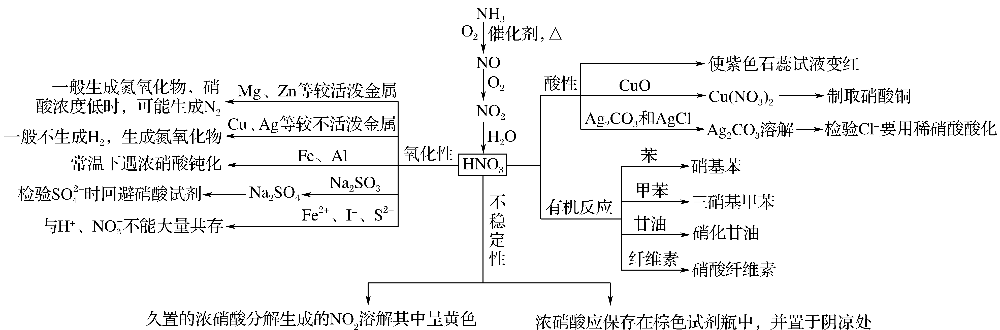 NH₃
O₂ 催化剂，△
NO
O₂
NO₂
H₂O
HNO₃
氧化性
Mg、Zn等较活泼金属
一般生成氮氧化物，硝
酸浓度低时，可能生成N₂
Cu、Ag等较不活泼金属
一般不生成H₂，生成氮氧化物
Fe、Al
常温下遇浓硝酸钝化
Na₂SO₃
Na₂SO₄
检验SO₄²⁻时回避硝酸试剂
Fe²⁺、I⁻、S²⁻
与H⁺、NO₃⁻不能大量共存
酸性
使紫色石蕊试液变红
CuO
Cu(NO₃)₂
制取硝酸铜
Ag₂CO₃和AgCl
Ag₂CO₃溶解
检验Cl⁻要用稀硝酸酸化
有机反应
苯
硝基苯
甲苯
三硝基甲苯
甘油
硝化甘油
纤维素
硝酸纤维素
不稳定性
久置的浓硝酸分解生成的NO₂溶解其中呈黄色
浓硝酸应保存在棕色试剂瓶中，并置于阴凉处